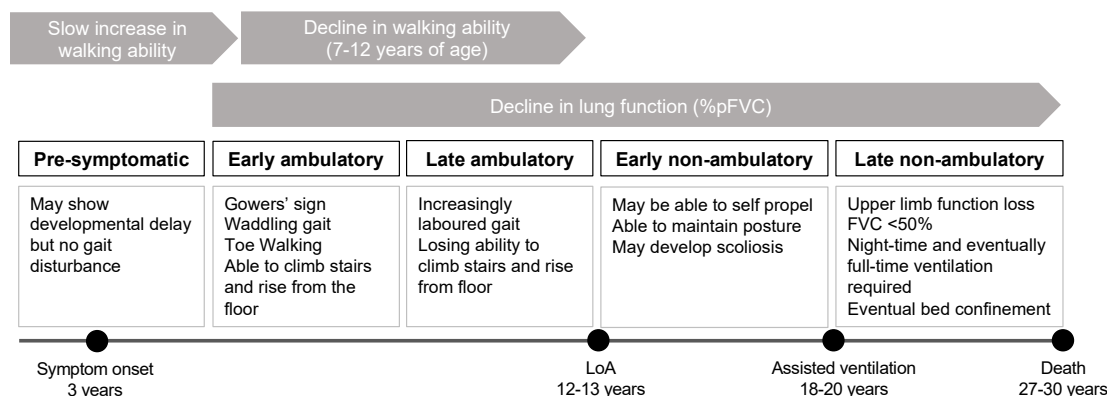 Slow increase in
walking ability
Decline in walking ability
(7-12 years of age)
Decline in lung function (%pFVC)
Pre-symptomatic
Early ambulatory
Late ambulatory
Early non-ambulatory
Late non-ambulatory
May show
developmental delay
but no gait
disturbance
Gowers’ sign
Waddling gait
Toe Walking
Able to climb stairs
and rise from the
floor
Increasingly
laboured gait
Losing ability to
climb stairs and rise
from floor
May be able to self propel
Able to maintain posture
May develop scoliosis
Upper limb function loss
FVC <50%
Night-time and eventually
full-time ventilation
required
Eventual bed confinement
Symptom onset
3 years
LoA
12-13 years
Assisted ventilation
18-20 years
Death
27-30 years